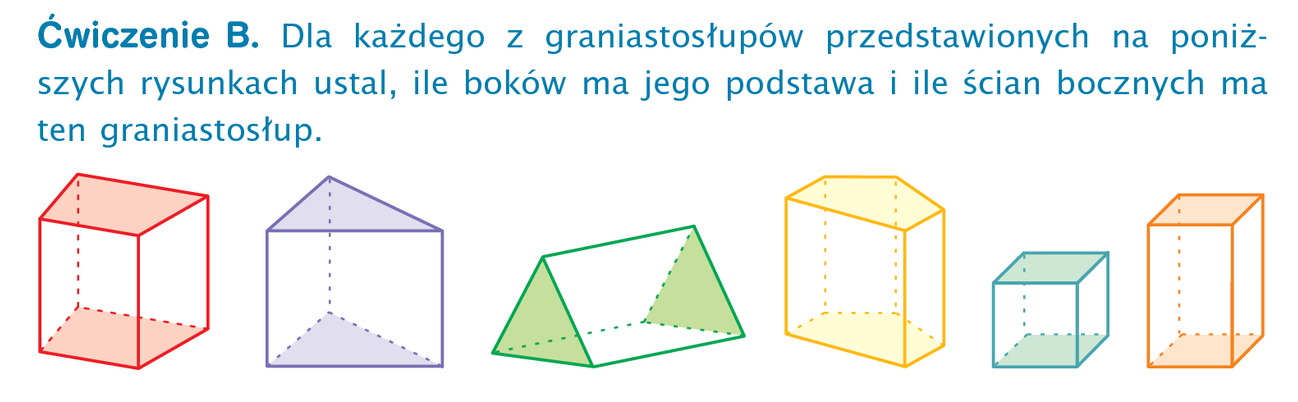 Ćwiczenie B. Dla każdego z graniastosłupów przedstawionych na poniż-
szych rysunkach ustal, ile boków ma jego podstawa i ile ścian bocznych ma
ten graniastosłup.